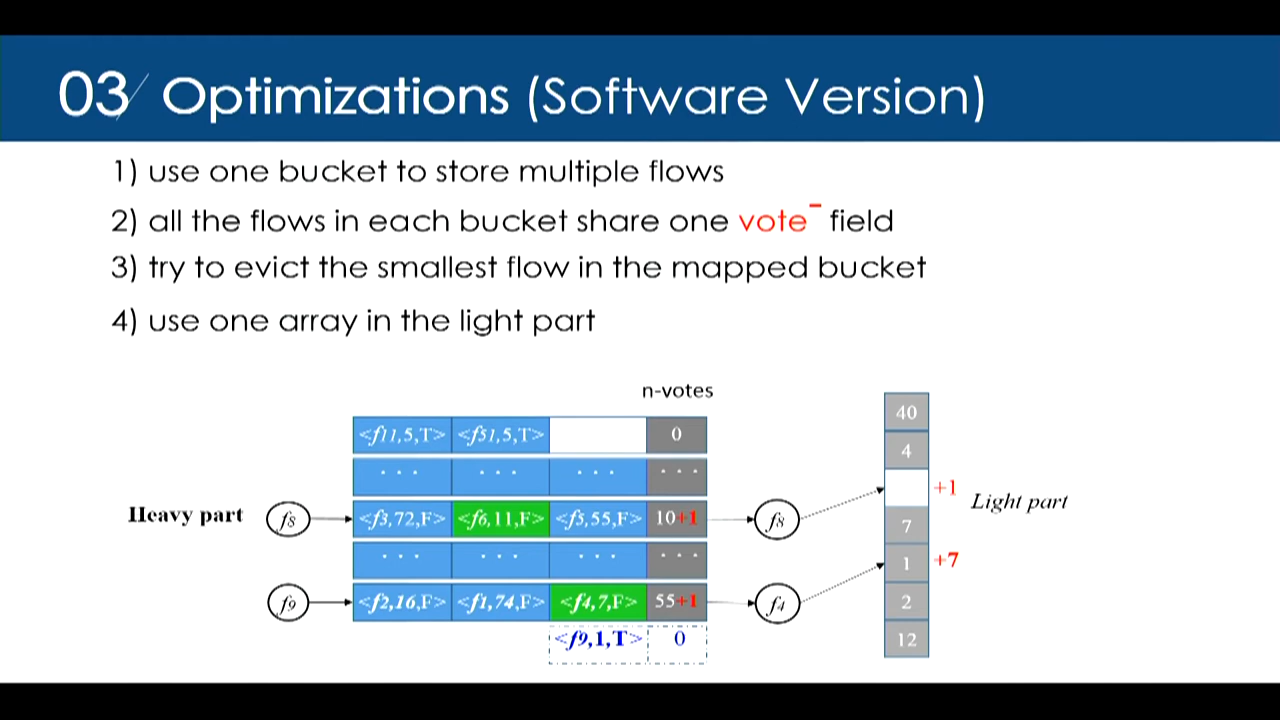 03/ Optimizations (Software Version)
1) use one bucket to store multiple flows
2) all the flows in each bucket share one vote⁻ field
3) try to evict the smallest flow in the mapped bucket
4) use one array in the light part
n-votes
<f11,5,T> <f51,5,T> 0
· · · · · · · · · · · ·
Heavy part f8 <f3,72,F> <f6,11,F> <f5,55,F> 10+1 f8
· · · · · · · · · · · ·
f9 <f2,16,F> <f1,74,F> <f4,7,F> 55+1 f4
<f9,1,T> 0
40
4
+1 Light part
7
1 +7
2
12